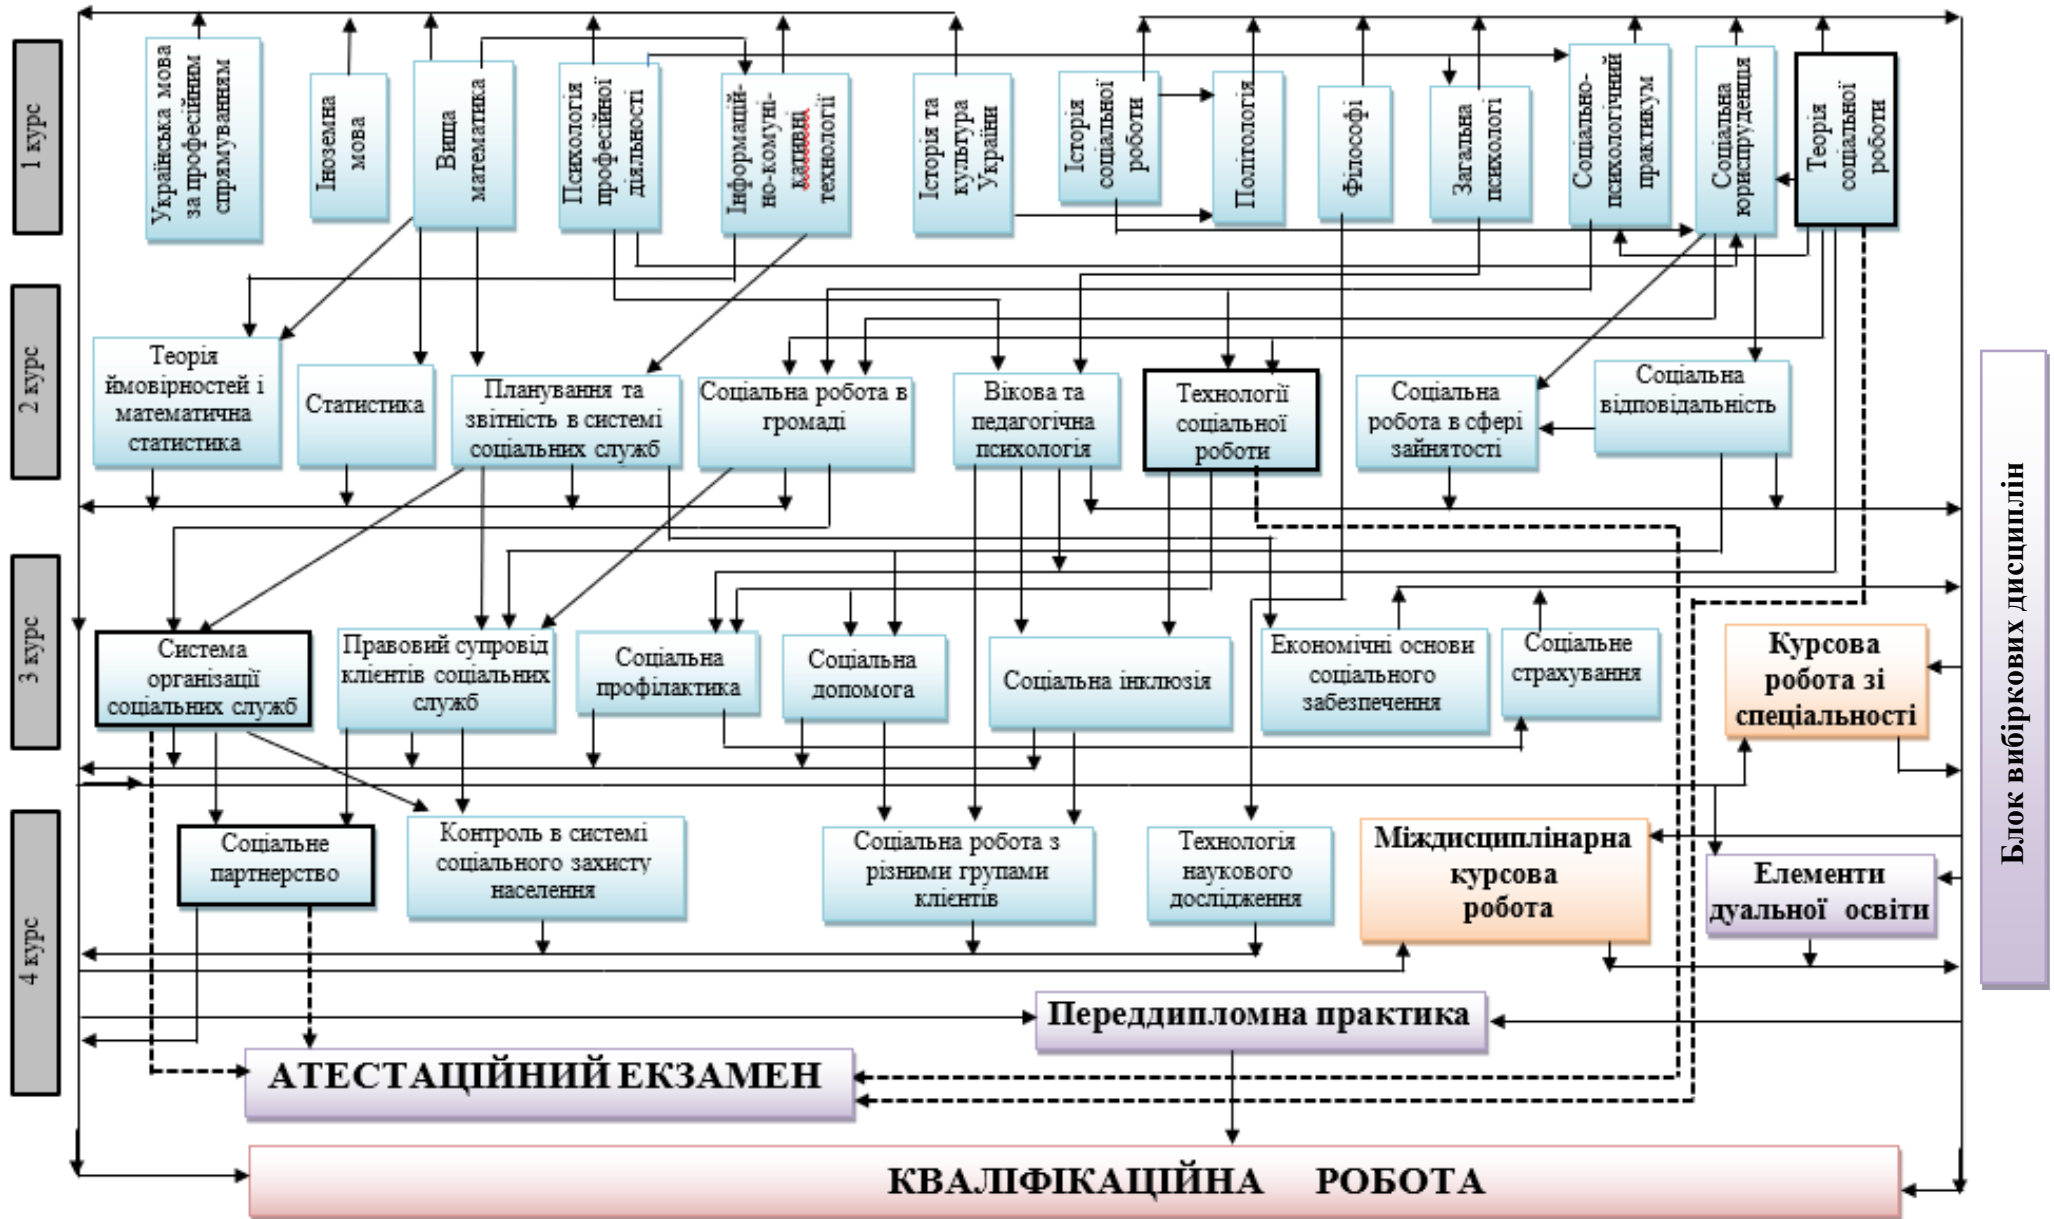 1 курс
Українська мова
за професійним
спрямуванням
Іноземна
мова
Вища
математика
Психологія
професійної
діяльності
Інформацій-
но-комуні-
кативні
технології
Історія та
культура
України
Історія
соціальної
роботи
Політологія
Філософі
Загальна
психологі
Соціально-
психологічний
практикум
Соціальна
юриспруденція
Теорія
соціальної
роботи
2 курс
Теорія
ймовірностей і
математична
статистика
Статистика
Планування та
звітність в системі
соціальних служб
Соціальна робота в
громаді
Вікова та
педагогічна
психологія
Технології
соціальної
роботи
Соціальна
робота в сфері
зайнятості
Соціальна
відповідальність
3 курс
Система
організації
соціальних служб
Правовий супровід
клієнтів соціальних
служб
Соціальна
профілактика
Соціальна
допомога
Соціальна інклюзія
Економічні основи
соціального
забезпечення
Соціальне
страхування
Курсова
робота зі
спеціальності
4 курс
Соціальне
партнерство
Контроль в системі
соціального захисту
населення
Соціальна робота з
різними групами
клієнтів
Технологія
наукового
дослідження
Міждисциплінарна
курсова
робота
Елементи
дуальної освіти
Переддипломна практика
АТЕСТАЦІЙНИЙ ЕКЗАМЕН
КВАЛІФІКАЦІЙНА РОБОТА
Блок вибіркових дисциплін